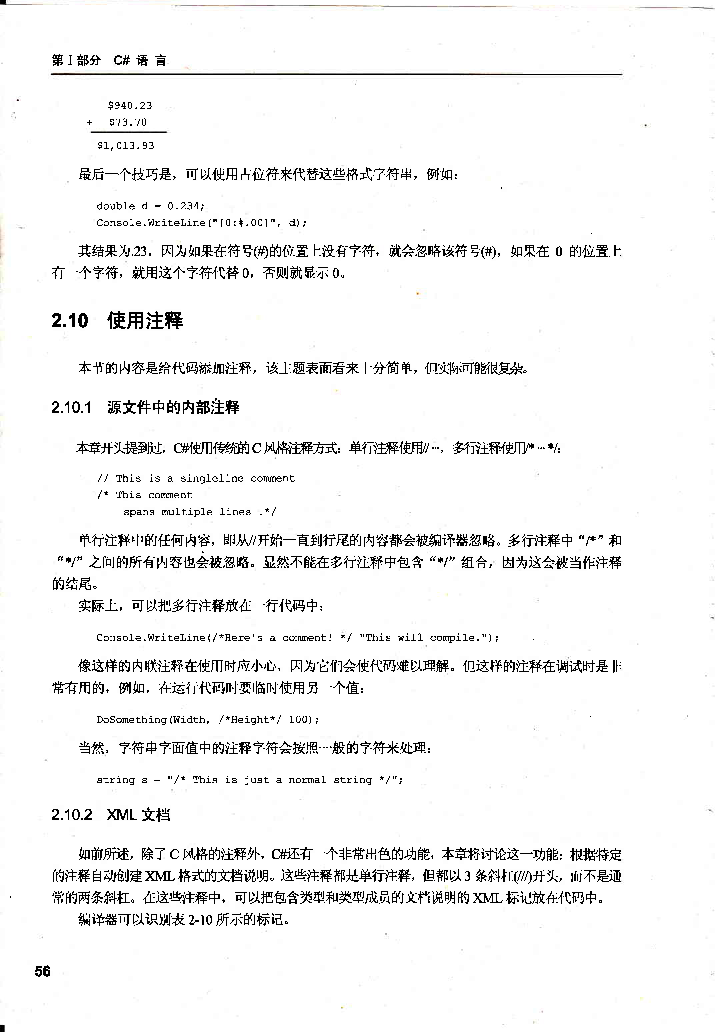 第 I 部分 C# 语 言
$940.23
+ $73.70
$1,013.93
最后一个技巧是，可以使用占位符来代替这些格式字符串，例如：
double d = 0.234;
Console.WriteLine("{0:#.00}", d);
其结果为.23，因为如果在符号(#)的位置上没有字符，就会忽略该符号(#)，如果在 0 的位置上
有一个字符，就用这个字符代替 0，否则就显示 0。
2.10 使用注释
本节的内容是给代码添加注释，该主题表面看来十分简单，但实际可能很复杂。
2.10.1 源文件中的内部注释
本章开头提到过，C#使用传统的 C 风格注释方式：单行注释使用// …，多行注释使用/* … */：
// This is a singleline comment
/* This comment
spans multiple lines .*/
单行注释中的任何内容，即从//开始一直到行尾的内容都会被编译器忽略。多行注释中“/*”和
“*/”之间的所有内容也会被忽略。显然不能在多行注释中包含“*/”组合，因为这会被当作注释
的结尾。
实际上，可以把多行注释放在一行代码中：
Console.WriteLine(/*Here's a comment! */ "This will compile.");
像这样的内联注释在使用时应小心，因为它们会使代码难以理解。但这样的注释在调试时是非
常有用的，例如，在运行代码时要临时使用另一个值：
DoSomething(Width, /*Height*/ 100);
当然，字符串字面值中的注释字符会按照一般的字符来处理：
string s = "/* This is just a normal string */";
2.10.2 XML 文档
如前所述，除了 C 风格的注释外，C#还有一个非常出色的功能，本章将讨论这一功能：根据特定
的注释自动创建 XML 格式的文档说明。这些注释都是单行注释，但都以 3 条斜杠(///)开头，而不是通
常的两条斜杠。在这些注释中，可以把包含类型和类型成员的文档说明的 XML 标记放在代码中。
编译器可以识别表 2-10 所示的标记。
56